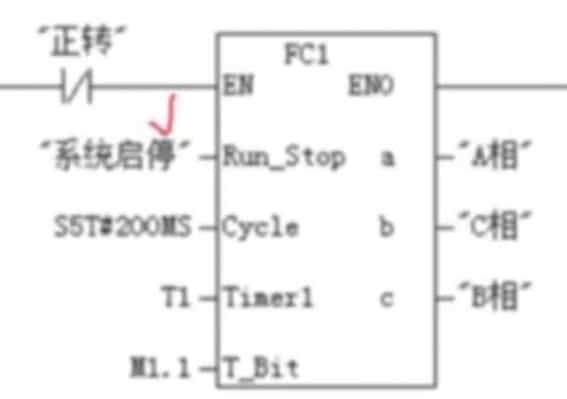 "正转"
FC1
EN ENO
"系统启停" Run_Stop a "A相"
S5T#200MS Cycle b "C相"
T1 Timer1 c "B相"
M1.1 T_Bit